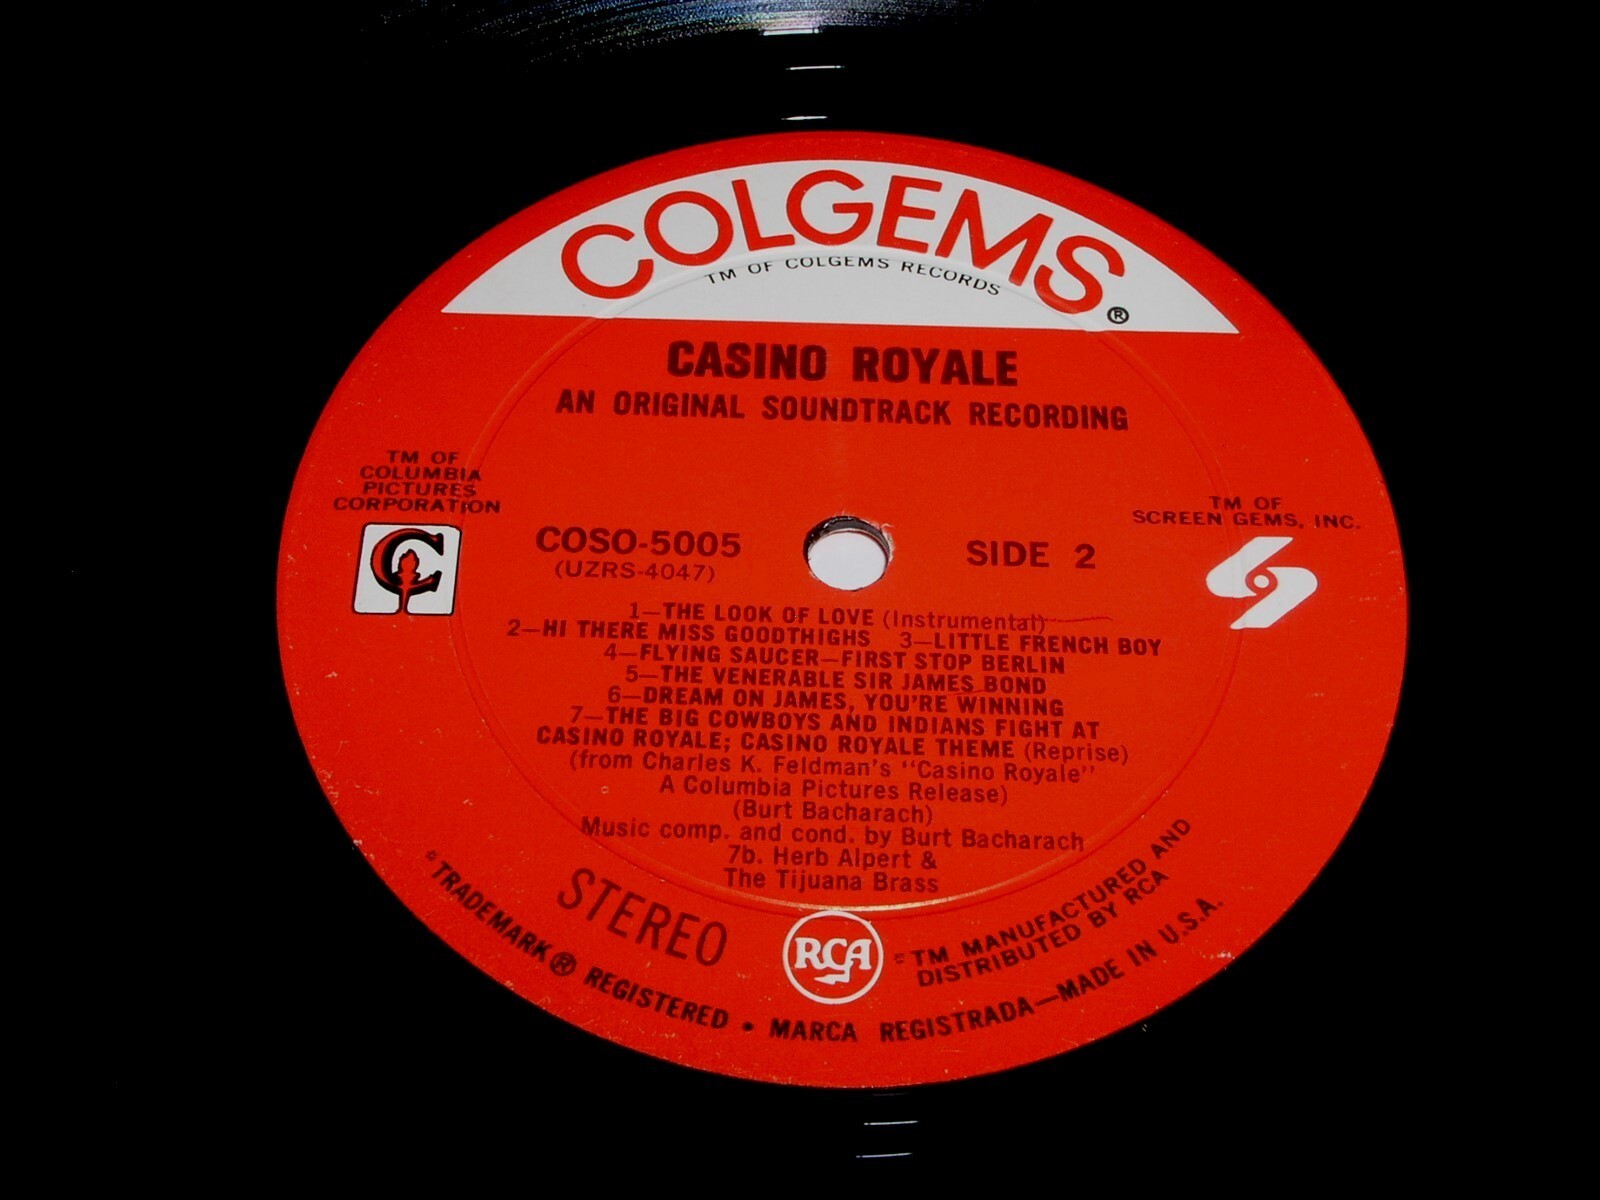 COLGEMS®
TM OF COLGEMS RECORDS
CASINO ROYALE
AN ORIGINAL SOUNDTRACK RECORDING
TM OF
COLUMBIA
PICTURES
CORPORATION
C
TM OF
SCREEN GEMS, INC.
COSO-5005
(UZRS-4047)
SIDE 2
1—THE LOOK OF LOVE (Instrumental)
2—HI THERE MISS GOODTHIGHS 3—LITTLE FRENCH BOY
4—FLYING SAUCER—FIRST STOP BERLIN
5—THE VENERABLE SIR JAMES BOND
6—DREAM ON JAMES, YOU'RE WINNING
7—THE BIG COWBOYS AND INDIANS FIGHT AT
CASINO ROYALE; CASINO ROYALE THEME (Reprise)
(from Charles K. Feldman's "Casino Royale"
A Columbia Pictures Release)
(Burt Bacharach)
Music comp. and cond. by Burt Bacharach
7b. Herb Alpert &
The Tijuana Brass
STEREO
RCA
TM MANUFACTURED AND
DISTRIBUTED BY RCA
TRADEMARK ® REGISTERED • MARCA REGISTRADA—MADE IN U.S.A.